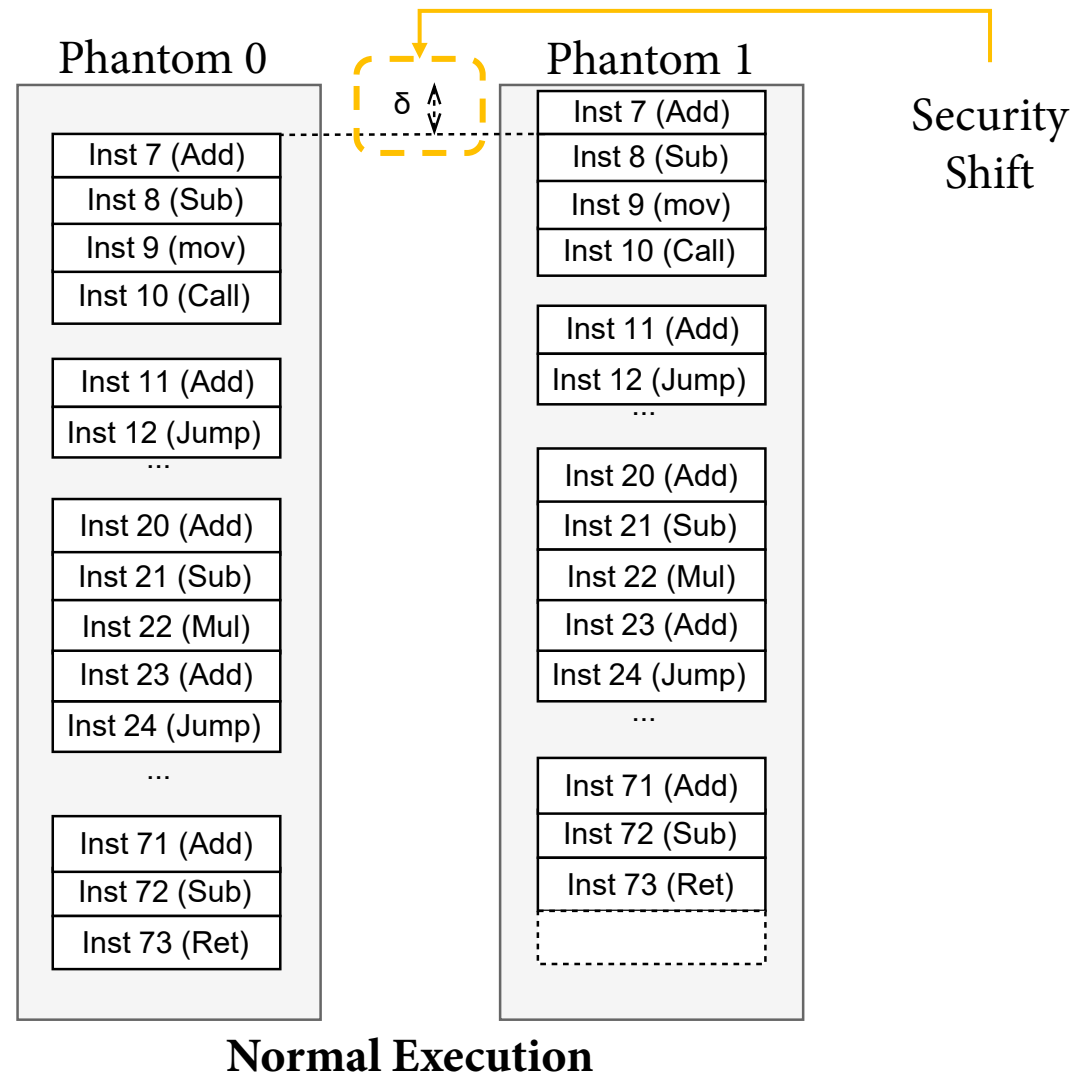 Phantom 0
Inst 7 (Add)
Inst 8 (Sub)
Inst 9 (mov)
Inst 10 (Call)
Inst 11 (Add)
Inst 12 (Jump)
...
Inst 20 (Add)
Inst 21 (Sub)
Inst 22 (Mul)
Inst 23 (Add)
Inst 24 (Jump)
...
Inst 71 (Add)
Inst 72 (Sub)
Inst 73 (Ret)
δ
Phantom 1
Inst 7 (Add)
Inst 8 (Sub)
Inst 9 (mov)
Inst 10 (Call)
Inst 11 (Add)
Inst 12 (Jump)
...
Inst 20 (Add)
Inst 21 (Sub)
Inst 22 (Mul)
Inst 23 (Add)
Inst 24 (Jump)
...
Inst 71 (Add)
Inst 72 (Sub)
Inst 73 (Ret)
Security
Shift
Normal Execution